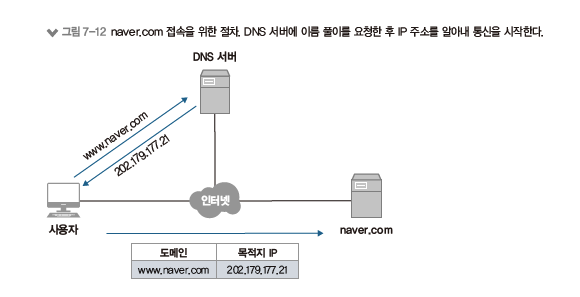 그림 7-12 naver.com 접속을 위한 절차. DNS 서버에 이름 풀이를 요청한 후 IP 주소를 알아내 통신을 시작한다.
DNS 서버
www.naver.com
202.179.177.21
인터넷
사용자
naver.com
도메인 목적지 IP
www.naver.com 202.179.177.21